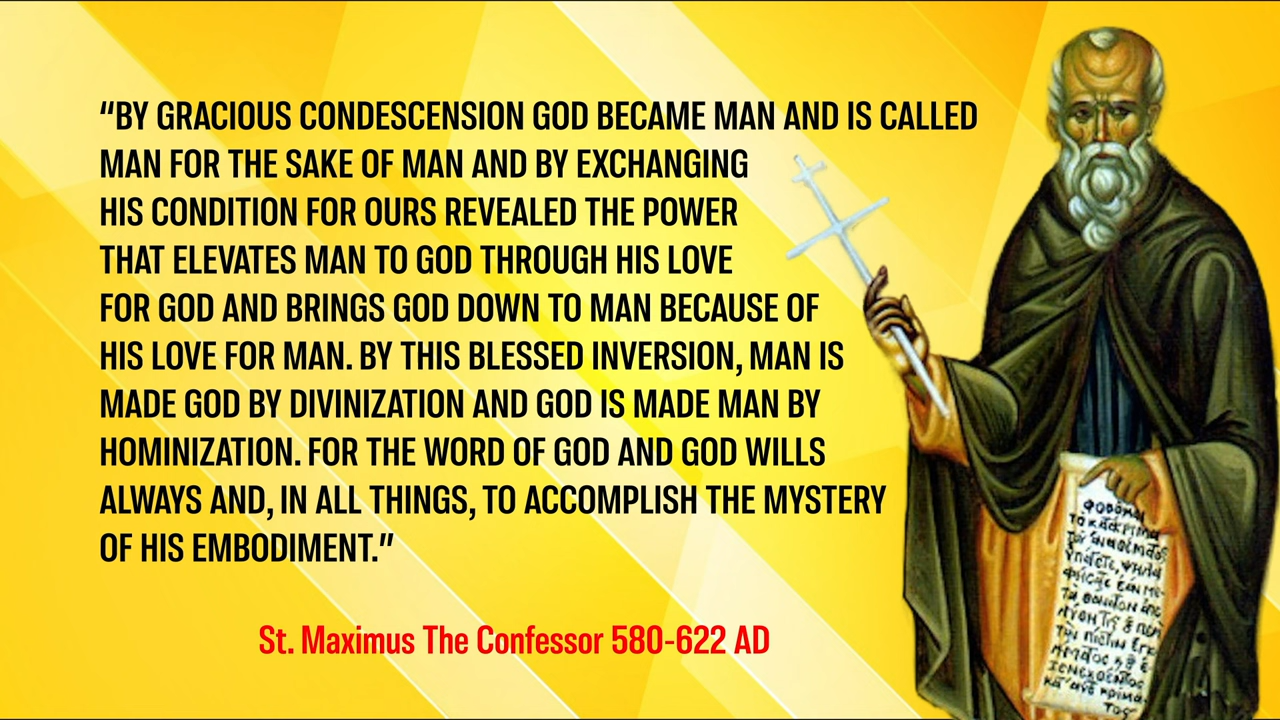 “BY GRACIOUS CONDESCENSION GOD BECAME MAN AND IS CALLED
MAN FOR THE SAKE OF MAN AND BY EXCHANGING
HIS CONDITION FOR OURS REVEALED THE POWER
THAT ELEVATES MAN TO GOD THROUGH HIS LOVE
FOR GOD AND BRINGS GOD DOWN TO MAN BECAUSE OF
HIS LOVE FOR MAN. BY THIS BLESSED INVERSION, MAN IS
MADE GOD BY DIVINIZATION AND GOD IS MADE MAN BY
HOMINIZATION. FOR THE WORD OF GOD AND GOD WILLS
ALWAYS AND, IN ALL THINGS, TO ACCOMPLISH THE MYSTERY
OF HIS EMBODIMENT.”
St. Maximus The Confessor 580-622 AD